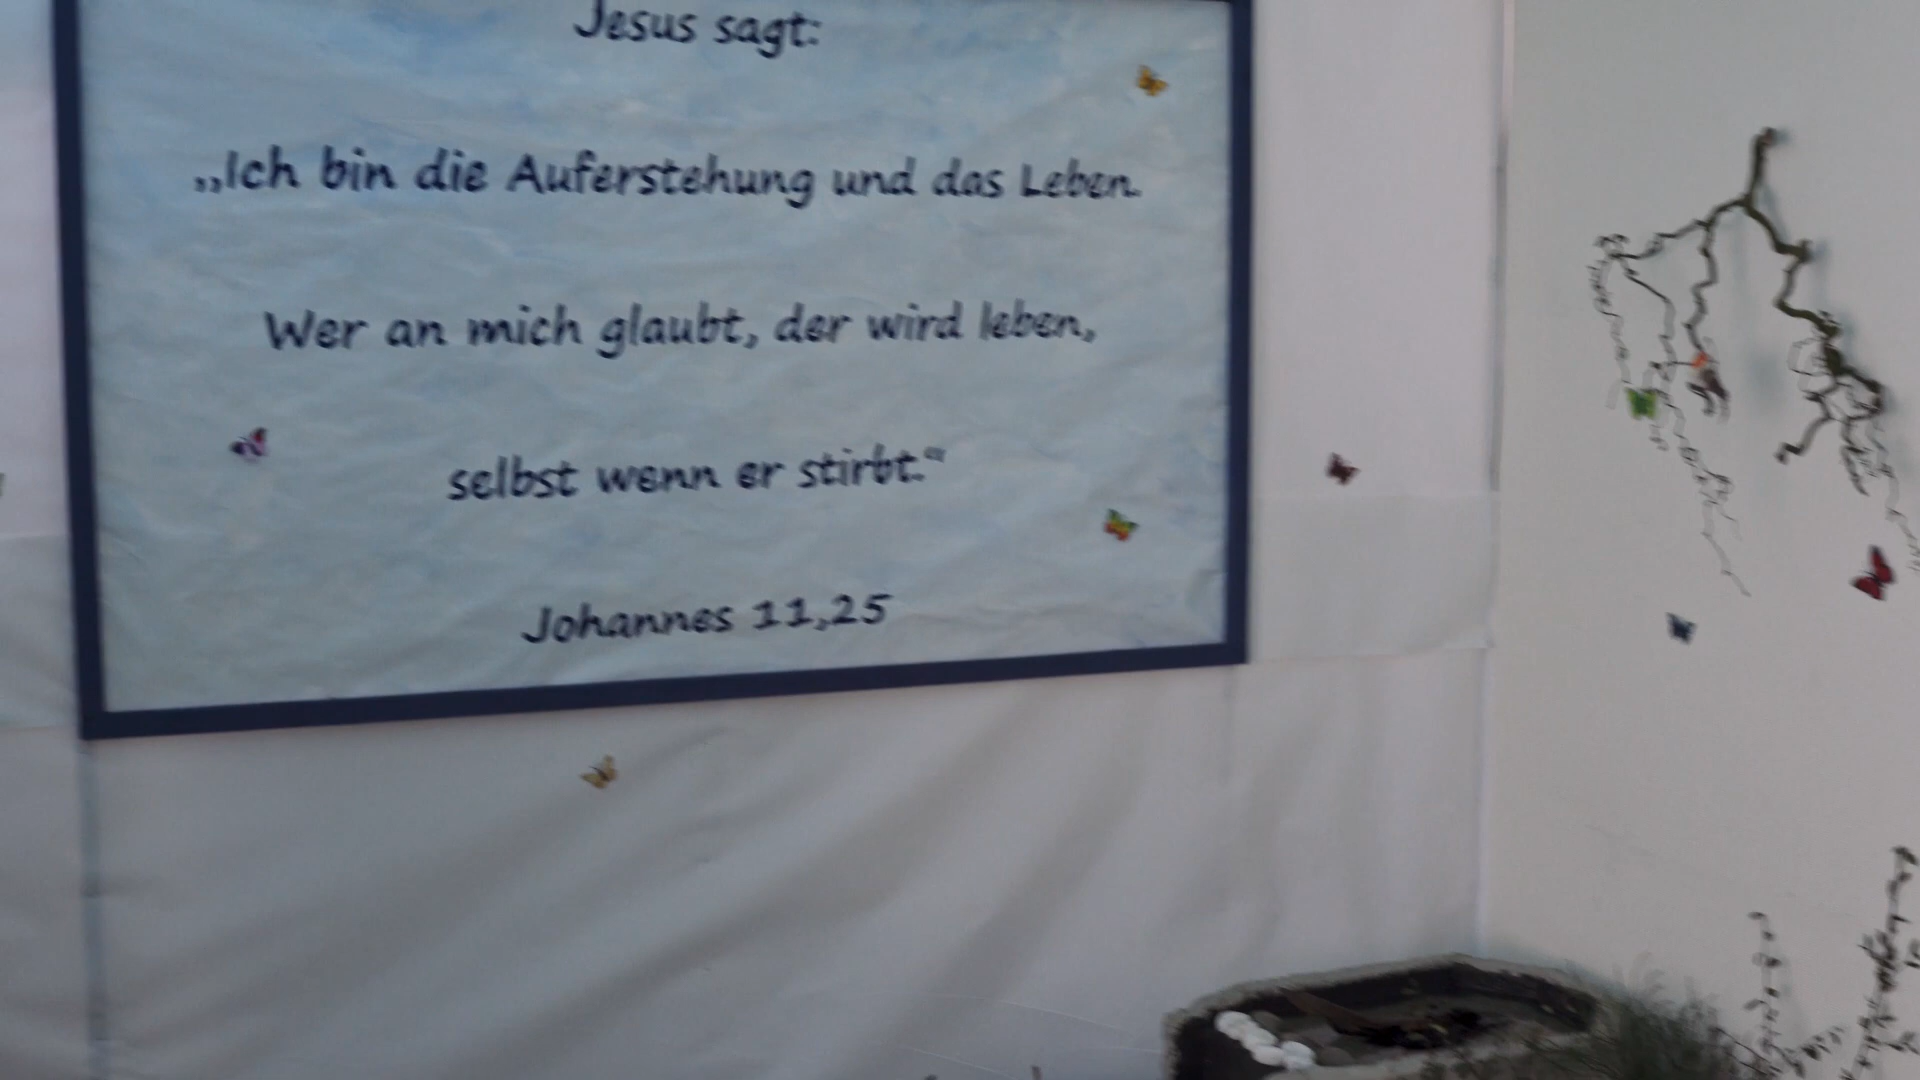 Jesus sagt:
„Ich bin die Auferstehung und das Leben.
Wer an mich glaubt, der wird leben,
selbst wenn er stirbt.“
Johannes 11,25